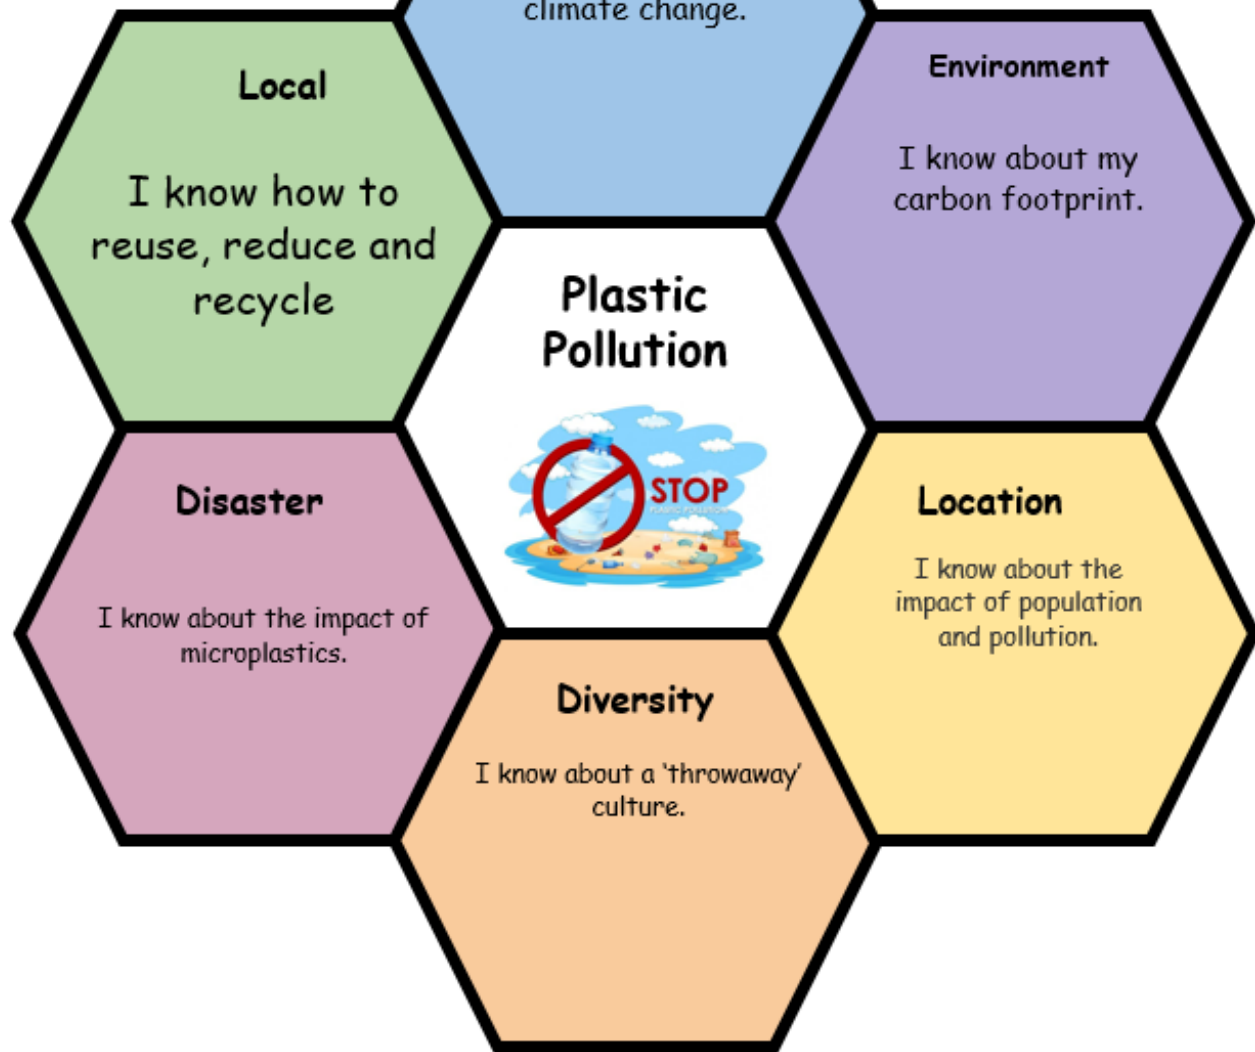 climate change.
Local
I know how to
reuse, reduce and
recycle
Environment
I know about my
carbon footprint.
Plastic
Pollution
STOP
PLASTIC POLLUTION
Disaster
I know about the impact of
microplastics.
Location
I know about the
impact of population
and pollution.
Diversity
I know about a ‘throwaway’
culture.